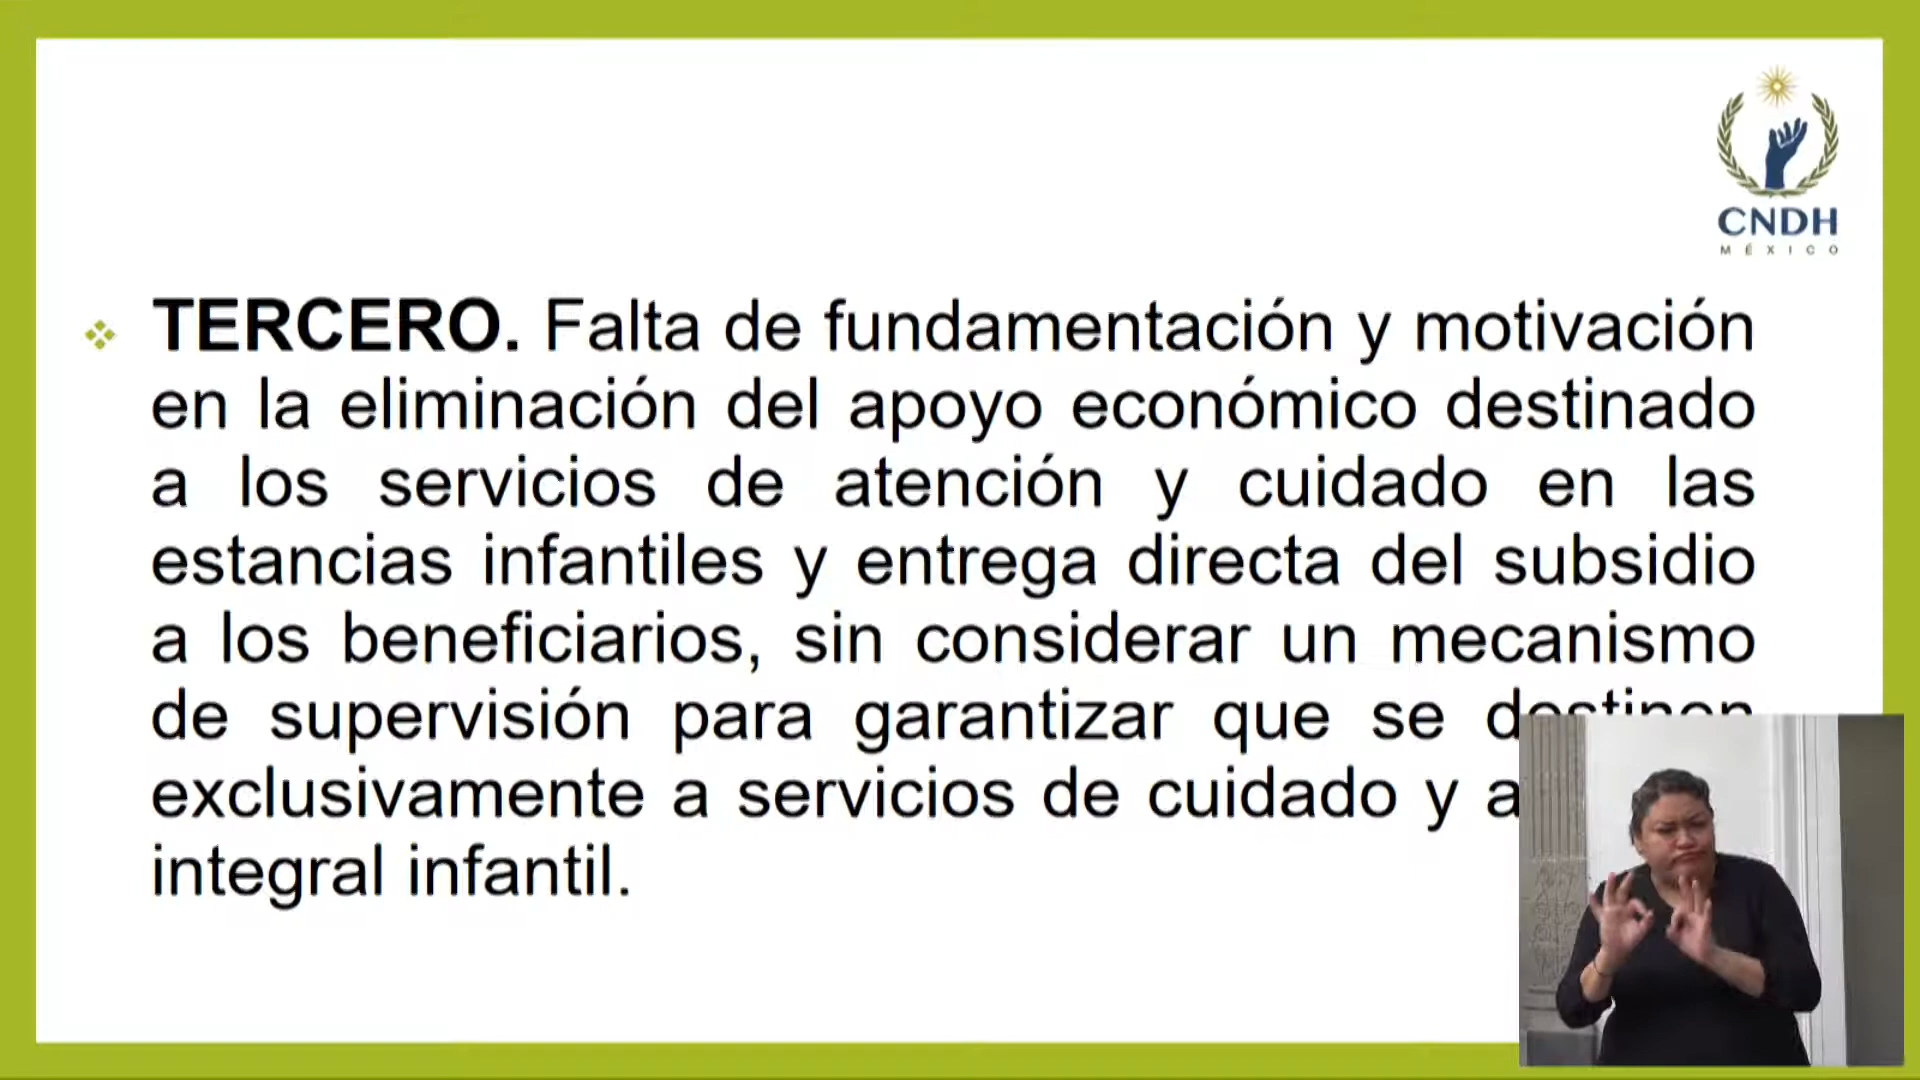 CNDH
MÉXICO
TERCERO. Falta de fundamentación y motivación
en la eliminación del apoyo económico destinado
a los servicios de atención y cuidado en las
estancias infantiles y entrega directa del subsidio
a los beneficiarios, sin considerar un mecanismo
de supervisión para garantizar que se destinen
exclusivamente a servicios de cuidado y a
integral infantil.